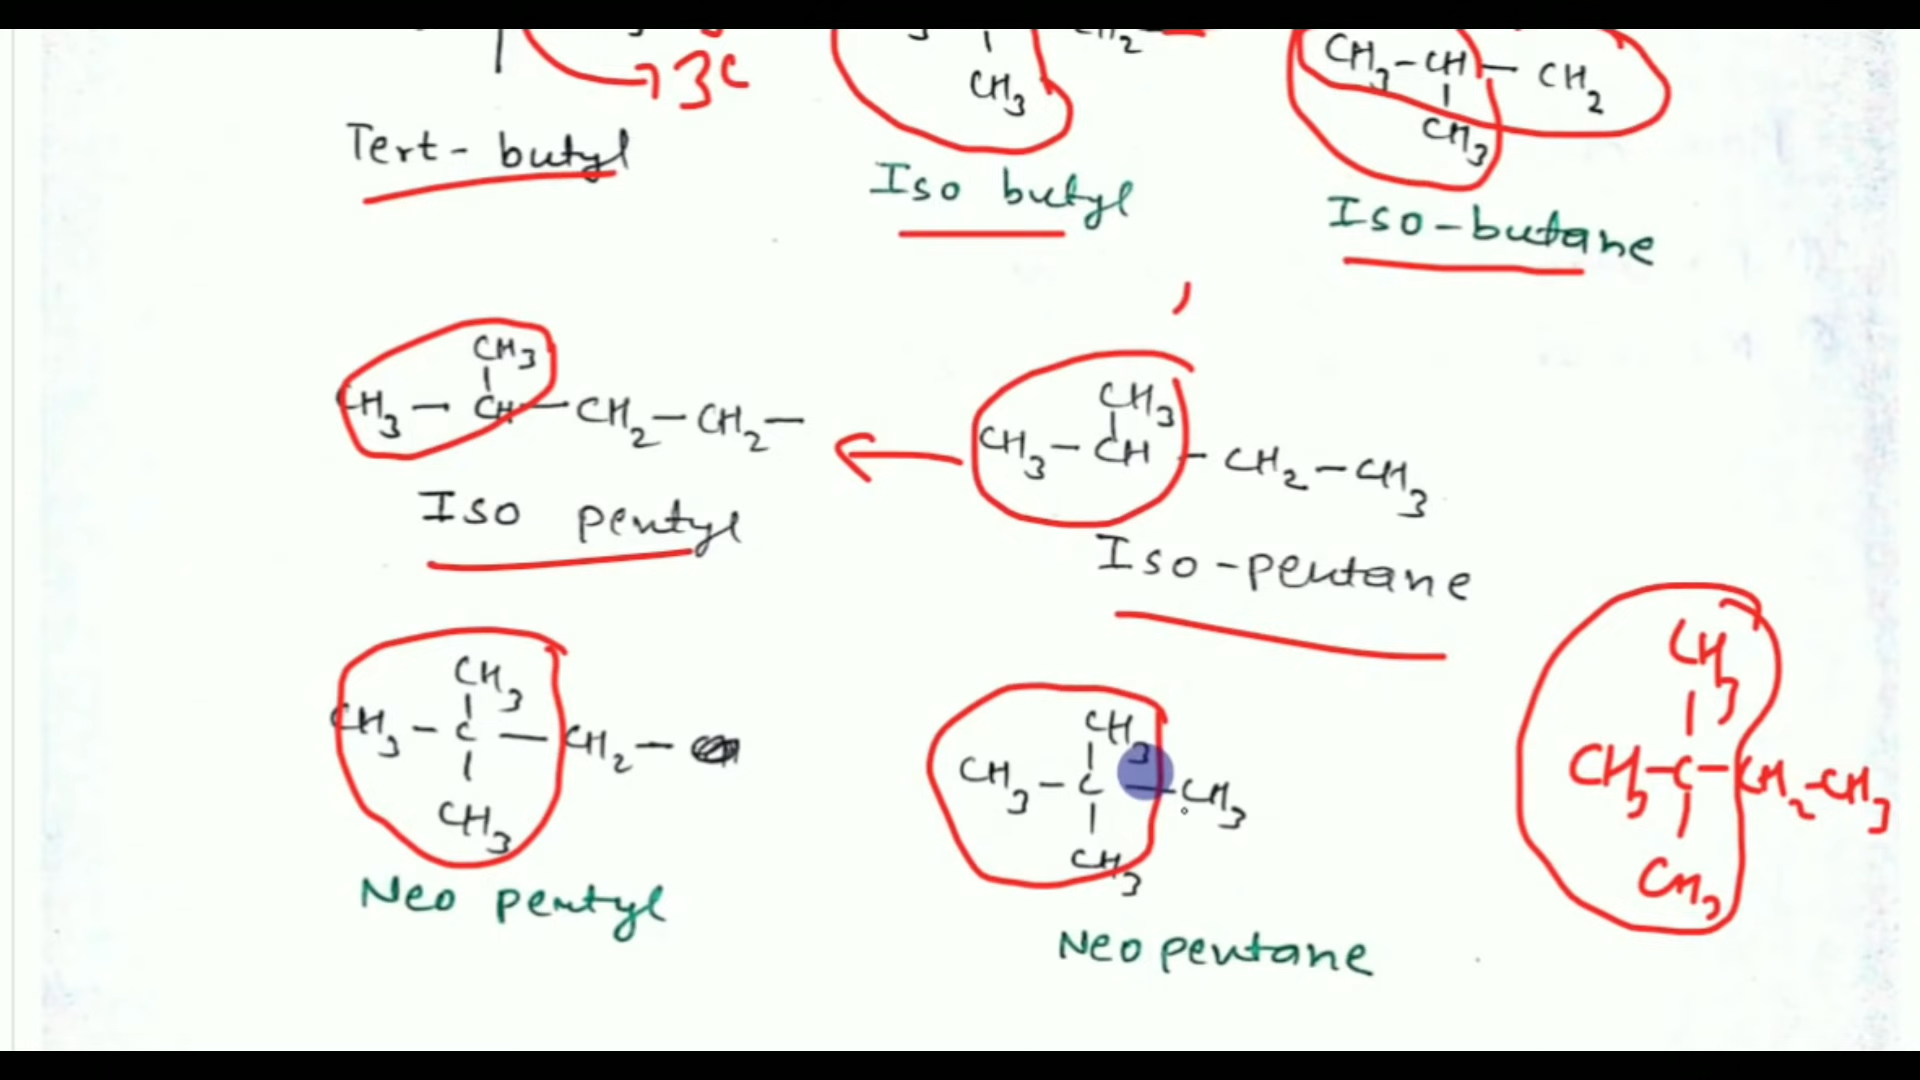 3C
CH2
CH3
CH3-CH-CH2
CH3
Tert-butyl
Iso butyl
Iso-butane
CH3
CH3-CH-CH2-CH2-
Iso pentyl
CH3
CH3-CH-CH2-CH3
Iso-pentane
CH3
CH3-C-CH2-
CH3
Neo pentyl
CH3
CH3-C-CH3
CH3
Neopentane
CH3
CH3-C-CH2-CH3
CH3